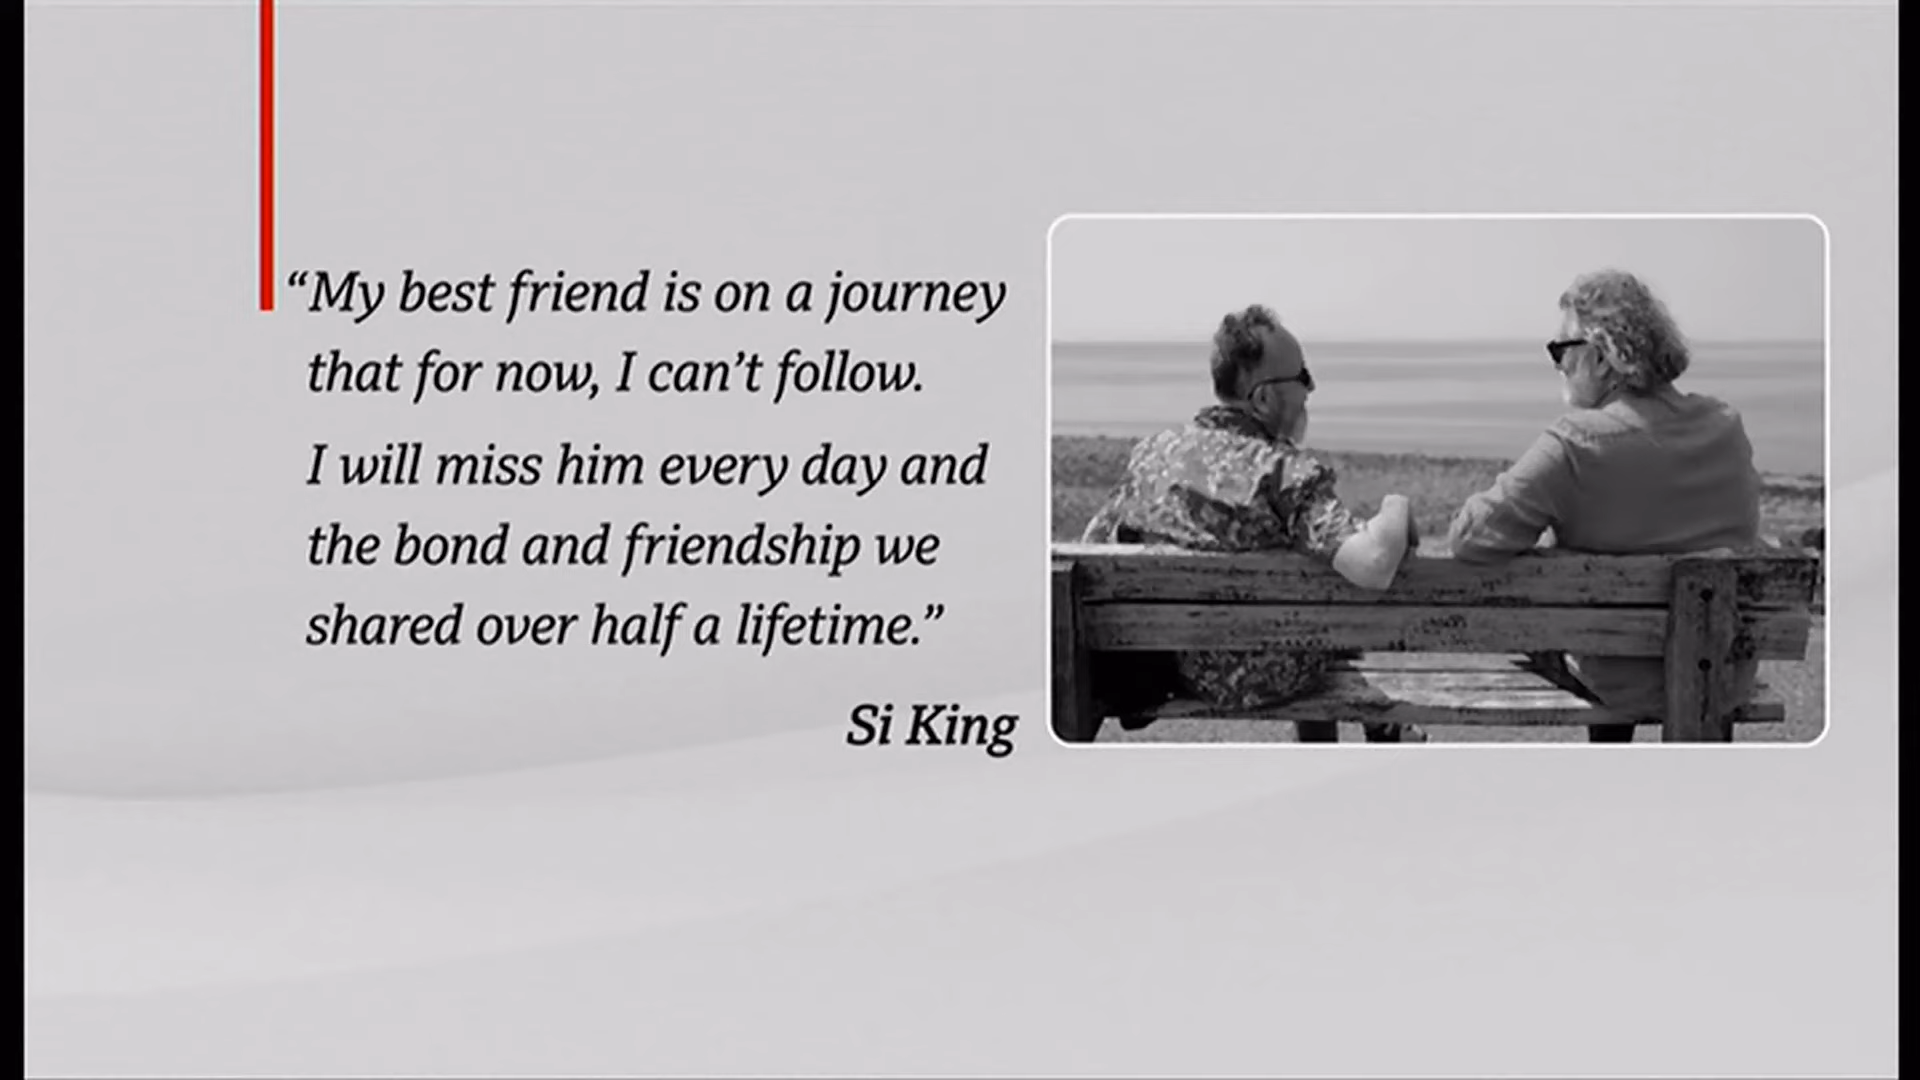 “My best friend is on a journey
that for now, I can’t follow.
I will miss him every day and
the bond and friendship we
shared over half a lifetime.”
Si King